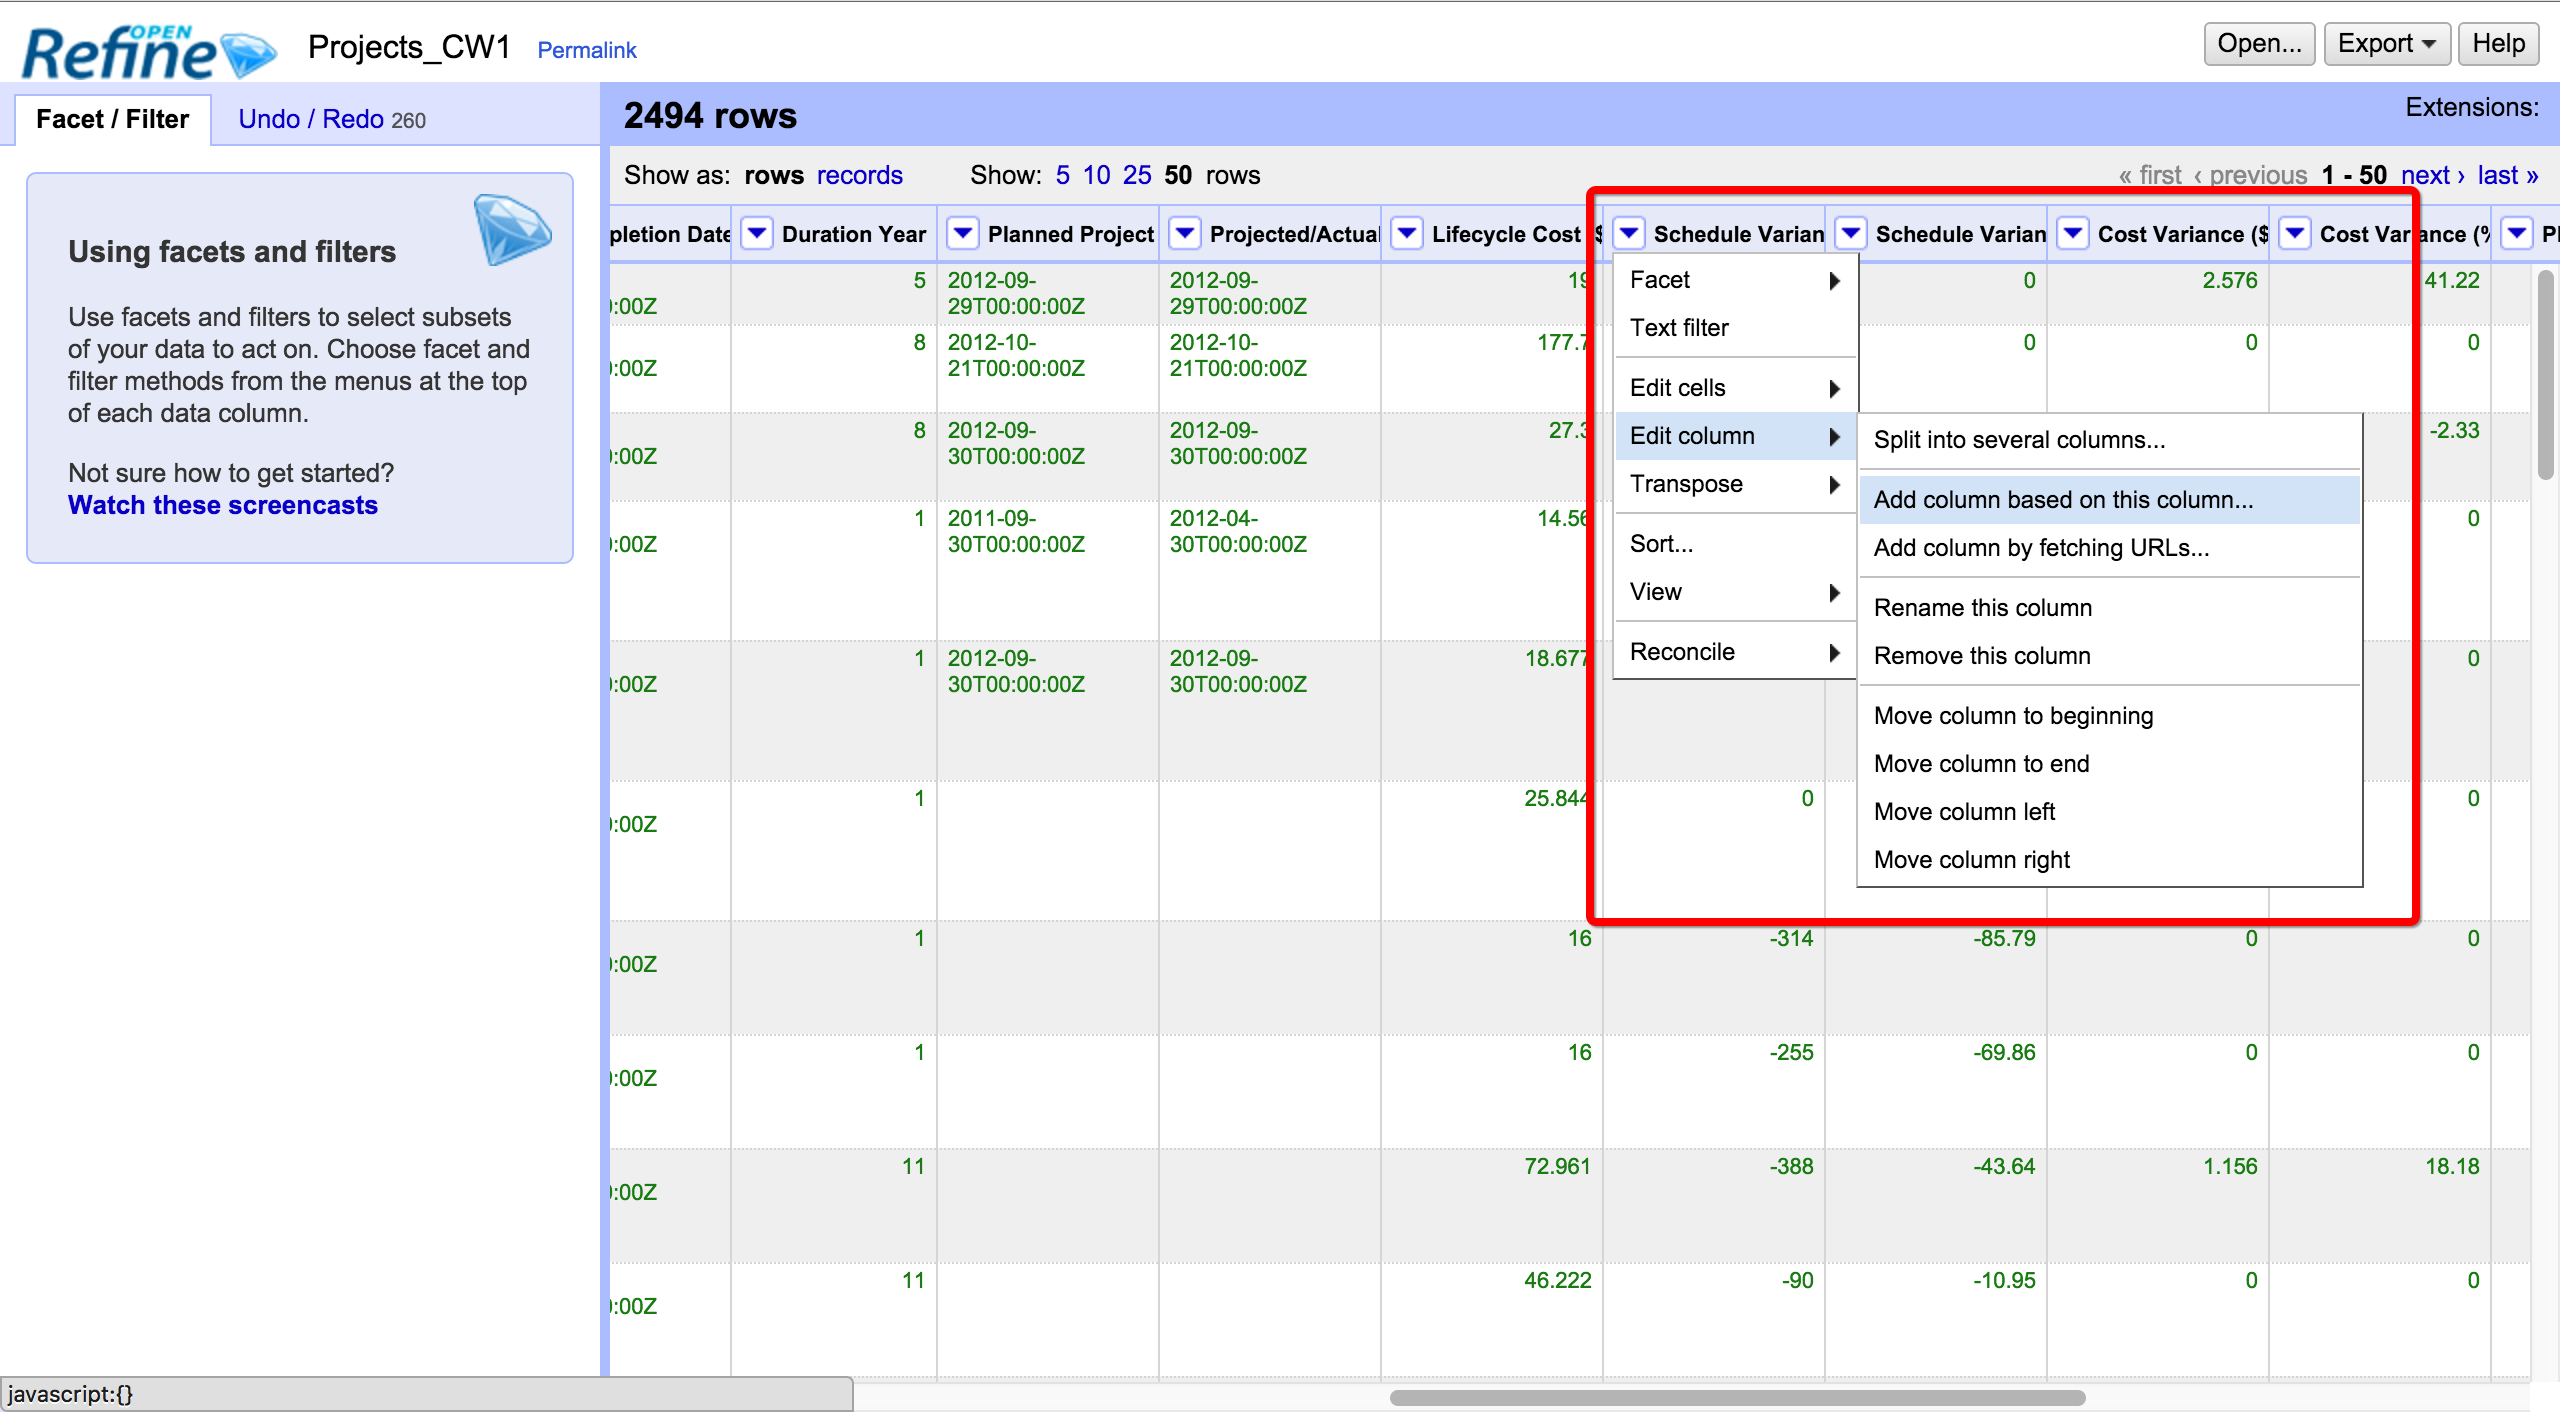 OPEN
Refine
Projects_CW1 Permalink
Open... Export Help
Facet / Filter Undo / Redo 260
2494 rows
Extensions:
Show as: rows records Show: 5 10 25 50 rows
« first ‹ previous 1 - 50 next › last »
pletion Date Duration Year Planned Project Projected/Actual Lifecycle Cost $ Schedule Varian Schedule Varian Cost Variance ($ Cost Variance (% Pl
Using facets and filters
Use facets and filters to select subsets
of your data to act on. Choose facet and
filter methods from the menus at the top
of each data column.
Not sure how to get started?
Watch these screencasts
5 2012-09- 2012-09- 19 0 2.576 41.22
:00Z 29T00:00:00Z 29T00:00:00Z
8 2012-10- 2012-10- 177.7 0 0 0
:00Z 21T00:00:00Z 21T00:00:00Z
8 2012-09- 2012-09- 27.3 -2.33
:00Z 30T00:00:00Z 30T00:00:00Z
1 2011-09- 2012-04- 14.56 0
:00Z 30T00:00:00Z 30T00:00:00Z
1 2012-09- 2012-09- 18.677 0
:00Z 30T00:00:00Z 30T00:00:00Z
1 25.844 0 0
:00Z
1 16 -314 -85.79 0 0
:00Z
1 16 -255 -69.86 0 0
:00Z
11 72.961 -388 -43.64 1.156 18.18
:00Z
11 46.222 -90 -10.95 0 0
:00Z
Facet
Text filter
Edit cells
Edit column
Transpose
Sort...
View
Reconcile
Split into several columns...
Add column based on this column...
Add column by fetching URLs...
Rename this column
Remove this column
Move column to beginning
Move column to end
Move column left
Move column right
javascript:{}